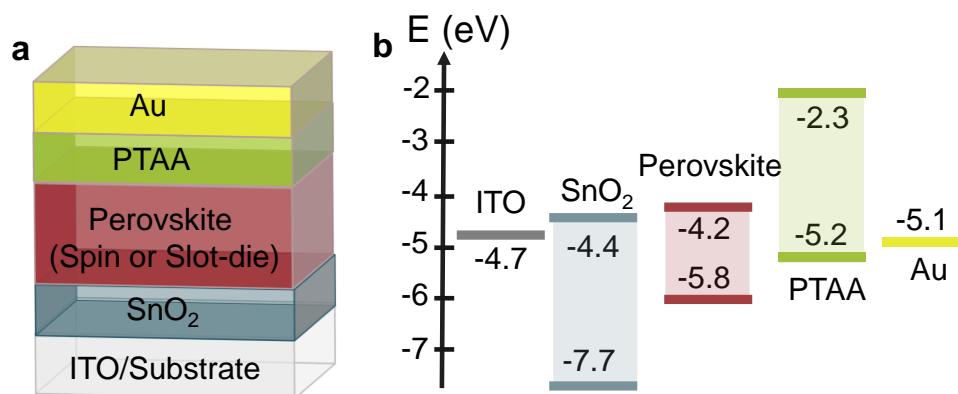 a
Au
PTAA
Perovskite
(Spin or Slot-die)
SnO₂
ITO/Substrate
b
E (eV)
-2
-3
-4
-5
-6
-7
ITO
-4.7
SnO₂
-4.4
-7.7
Perovskite
-4.2
-5.8
-2.3
-5.2
PTAA
-5.1
Au